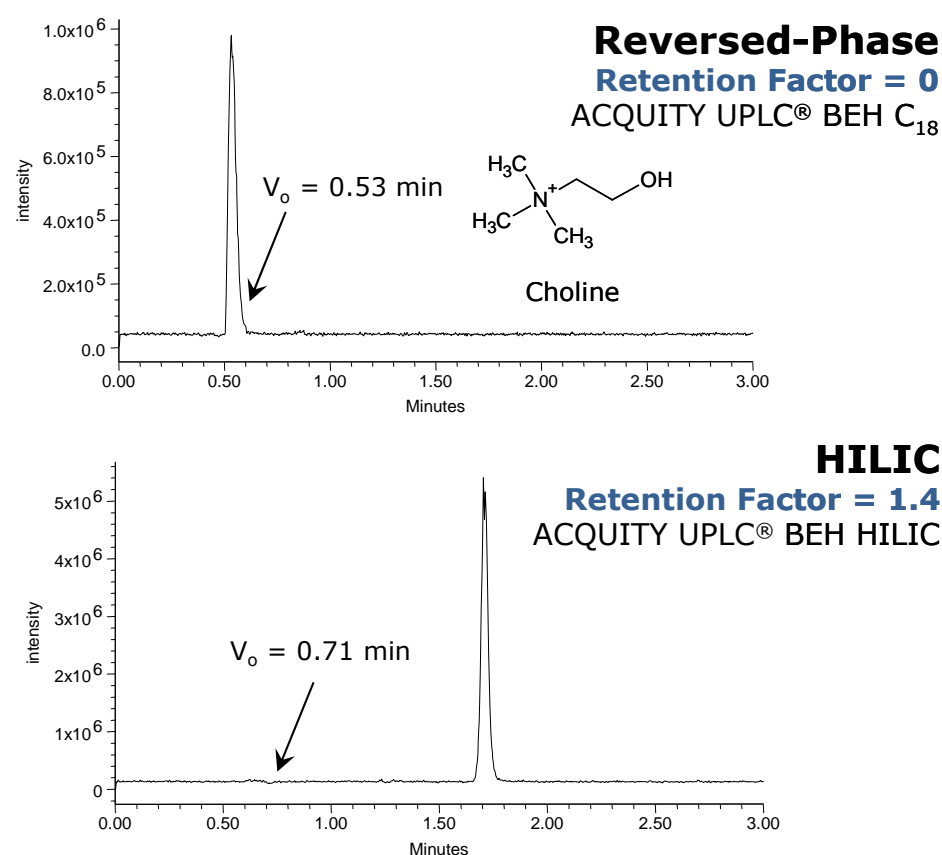 Reversed-Phase
Retention Factor = 0
ACQUITY UPLC® BEH C18
1.0x10^6
8.0x10^5
6.0x10^5
4.0x10^5
2.0x10^5
0.0
intensity
Vo = 0.53 min
H3C
N+
OH
H3C
CH3
Choline
0.00 0.50 1.00 1.50 2.00 2.50 3.00
Minutes
HILIC
Retention Factor = 1.4
ACQUITY UPLC® BEH HILIC
5x10^6
4x10^6
3x10^6
2x10^6
1x10^6
0
intensity
Vo = 0.71 min
0.00 0.50 1.00 1.50 2.00 2.50 3.00
Minutes